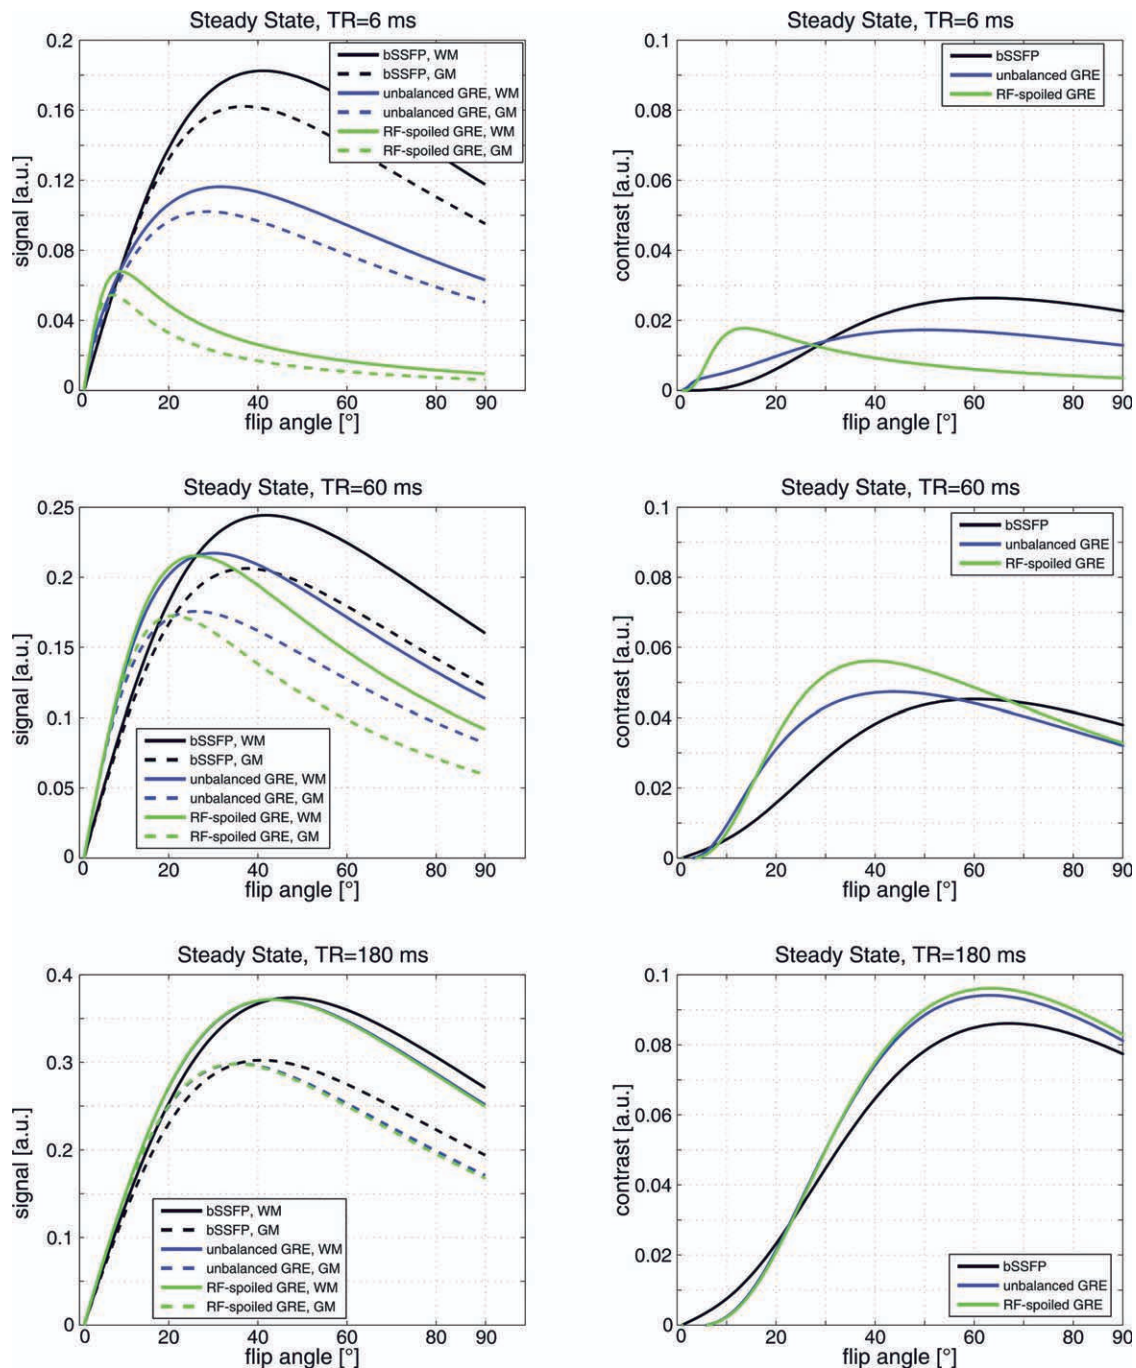 Steady State, TR=6 ms
0.2
0.16
0.12
0.08
0.04
0
signal [a.u.]
bSSFP, WM
bSSFP, GM
unbalanced GRE, WM
unbalanced GRE, GM
RF-spoiled GRE, WM
RF-spoiled GRE, GM
0 20 40 60 80 90
flip angle [°]
Steady State, TR=6 ms
0.1
0.08
0.06
0.04
0.02
0
contrast [a.u.]
bSSFP
unbalanced GRE
RF-spoiled GRE
0 20 40 60 80 90
flip angle [°]
Steady State, TR=60 ms
0.25
0.2
0.15
0.1
0.05
0
signal [a.u.]
bSSFP, WM
bSSFP, GM
unbalanced GRE, WM
unbalanced GRE, GM
RF-spoiled GRE, WM
RF-spoiled GRE, GM
0 20 40 60 80 90
flip angle [°]
Steady State, TR=60 ms
0.1
0.08
0.06
0.04
0.02
0
contrast [a.u.]
bSSFP
unbalanced GRE
RF-spoiled GRE
0 20 40 60 80 90
flip angle [°]
Steady State, TR=180 ms
0.4
0.3
0.2
0.1
0
signal [a.u.]
bSSFP, WM
bSSFP, GM
unbalanced GRE, WM
unbalanced GRE, GM
RF-spoiled GRE, WM
RF-spoiled GRE, GM
0 20 40 60 80 90
flip angle [°]
Steady State, TR=180 ms
0.1
0.08
0.06
0.04
0.02
0
contrast [a.u.]
bSSFP
unbalanced GRE
RF-spoiled GRE
0 20 40 60 80 90
flip angle [°]